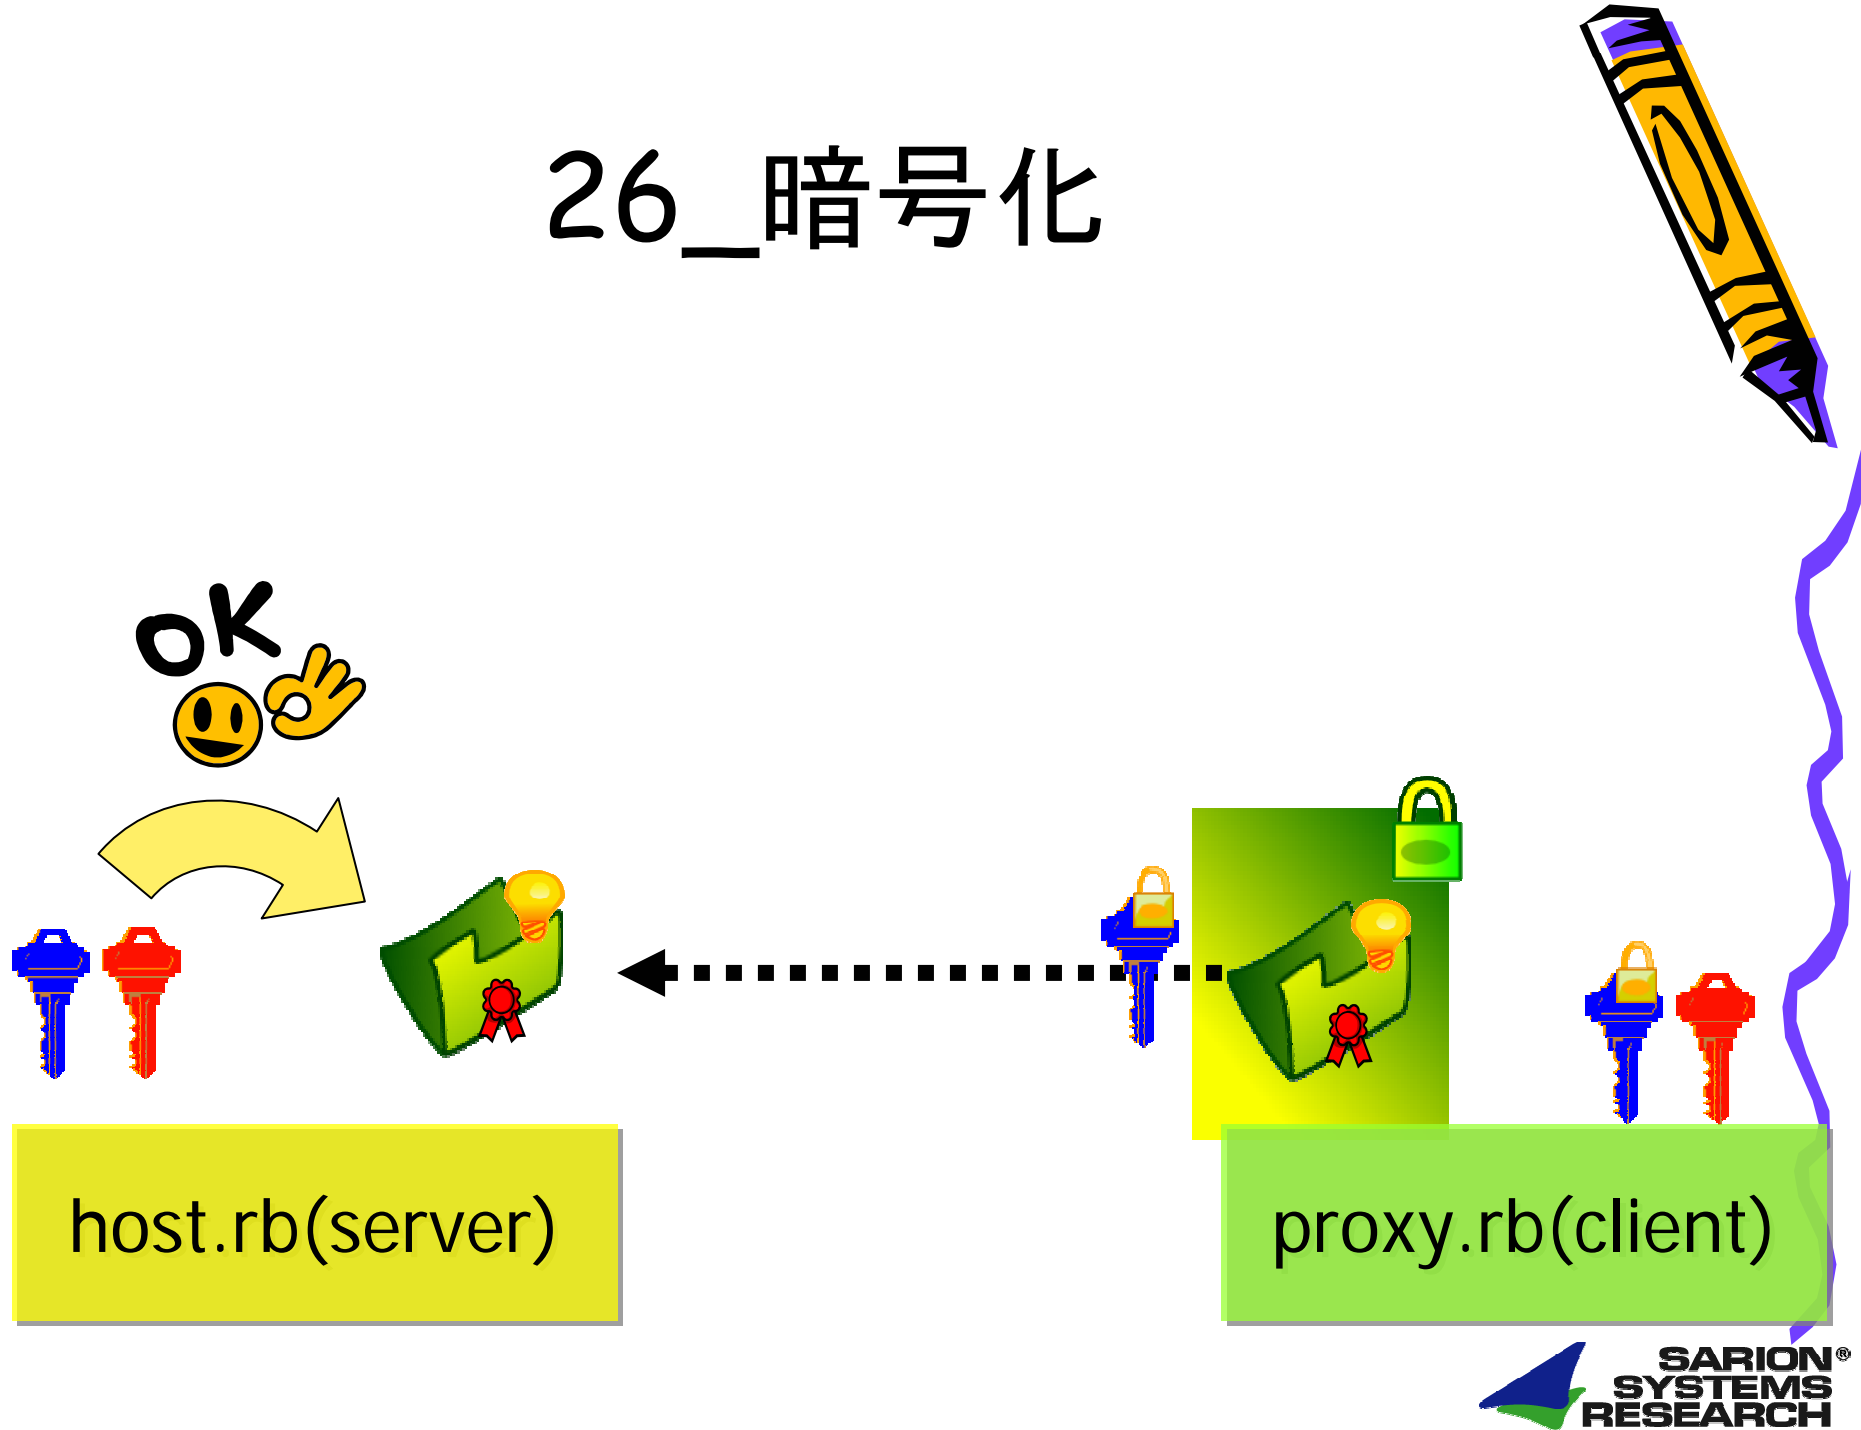 26_暗号化
OK
host.rb(server)
proxy.rb(client)
SARION®
SYSTEMS
RESEARCH